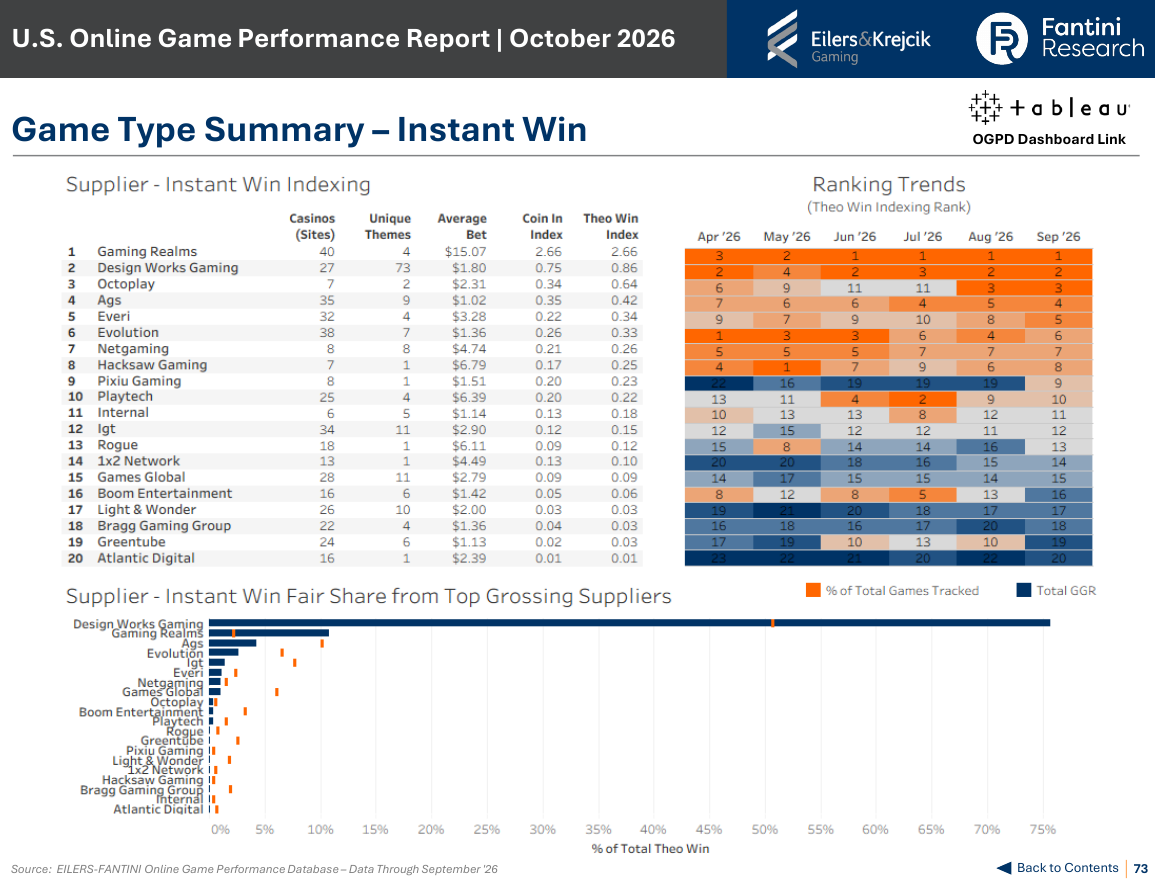 U.S. Online Game Performance Report | October 2026
Eilers&Krejcik
Gaming
Fantini
Research
Game Type Summary – Instant Win
+ableau
OGPD Dashboard Link
Supplier - Instant Win Indexing
Casinos (Sites) Unique Themes Average Bet Coin In Index Theo Win Index
1 Gaming Realms 40 4 $15.07 2.66 2.66
2 Design Works Gaming 27 73 $1.80 0.75 0.86
3 Octoplay 7 2 $2.31 0.34 0.64
4 Ags 35 9 $1.02 0.35 0.42
5 Everi 32 4 $3.28 0.22 0.34
6 Evolution 38 7 $1.36 0.26 0.33
7 Netgaming 8 8 $4.74 0.21 0.26
8 Hacksaw Gaming 7 1 $6.79 0.17 0.25
9 Pixiu Gaming 8 1 $1.51 0.20 0.23
10 Playtech 25 4 $6.39 0.20 0.22
11 Internal 6 5 $1.14 0.13 0.18
12 Igt 34 11 $2.90 0.12 0.15
13 Rogue 18 1 $6.11 0.09 0.12
14 1x2 Network 13 1 $4.49 0.13 0.10
15 Games Global 28 11 $2.79 0.09 0.09
16 Boom Entertainment 16 6 $1.42 0.05 0.06
17 Light & Wonder 26 10 $2.00 0.03 0.03
18 Bragg Gaming Group 22 4 $1.36 0.04 0.03
19 Greentube 24 6 $1.13 0.02 0.03
20 Atlantic Digital 16 1 $2.39 0.01 0.01
Ranking Trends
(Theo Win Indexing Rank)
Apr '26 May '26 Jun '26 Jul '26 Aug '26 Sep '26
3 2 1 1 1 1
2 4 2 3 2 2
6 9 11 11 3 3
7 6 6 4 5 4
9 7 9 10 8 5
1 3 3 6 4 6
5 5 5 7 7 7
4 1 7 9 6 8
22 16 19 19 19 9
13 11 4 2 9 10
10 13 13 8 12 11
12 15 12 12 11 12
15 8 14 14 16 13
20 20 18 16 15 14
14 17 15 15 14 15
8 12 8 5 13 16
19 21 20 18 17 17
16 18 16 17 20 18
17 19 10 13 10 19
23 22 21 20 22 20
Supplier - Instant Win Fair Share from Top Grossing Suppliers
% of Total Games Tracked
Total GGR
Design Works Gaming
Gaming Realms
Ags
Evolution
Igt
Everi
Netgaming
Games Global
Octoplay
Boom Entertainment
Playtech
Rogue
Greentube
Pixiu Gaming
Light & Wonder
1x2 Network
Hacksaw Gaming
Bragg Gaming Group
Internal
Atlantic Digital
0% 5% 10% 15% 20% 25% 30% 35% 40% 45% 50% 55% 60% 65% 70% 75%
% of Total Theo Win
Source: EILERS-FANTINI Online Game Performance Database – Data Through September '26
Back to Contents
73